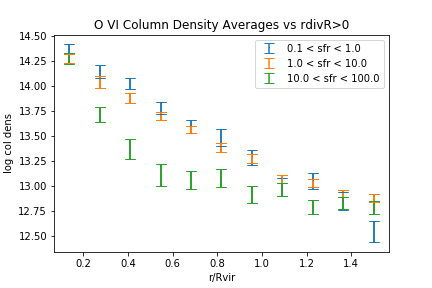 O VI Column Density Averages vs rdivR>0
0.1 < sfr < 1.0
1.0 < sfr < 10.0
10.0 < sfr < 100.0
log col dens
14.50
14.25
14.00
13.75
13.50
13.25
13.00
12.75
12.50
0.2 0.4 0.6 0.8 1.0 1.2 1.4
r/Rvir